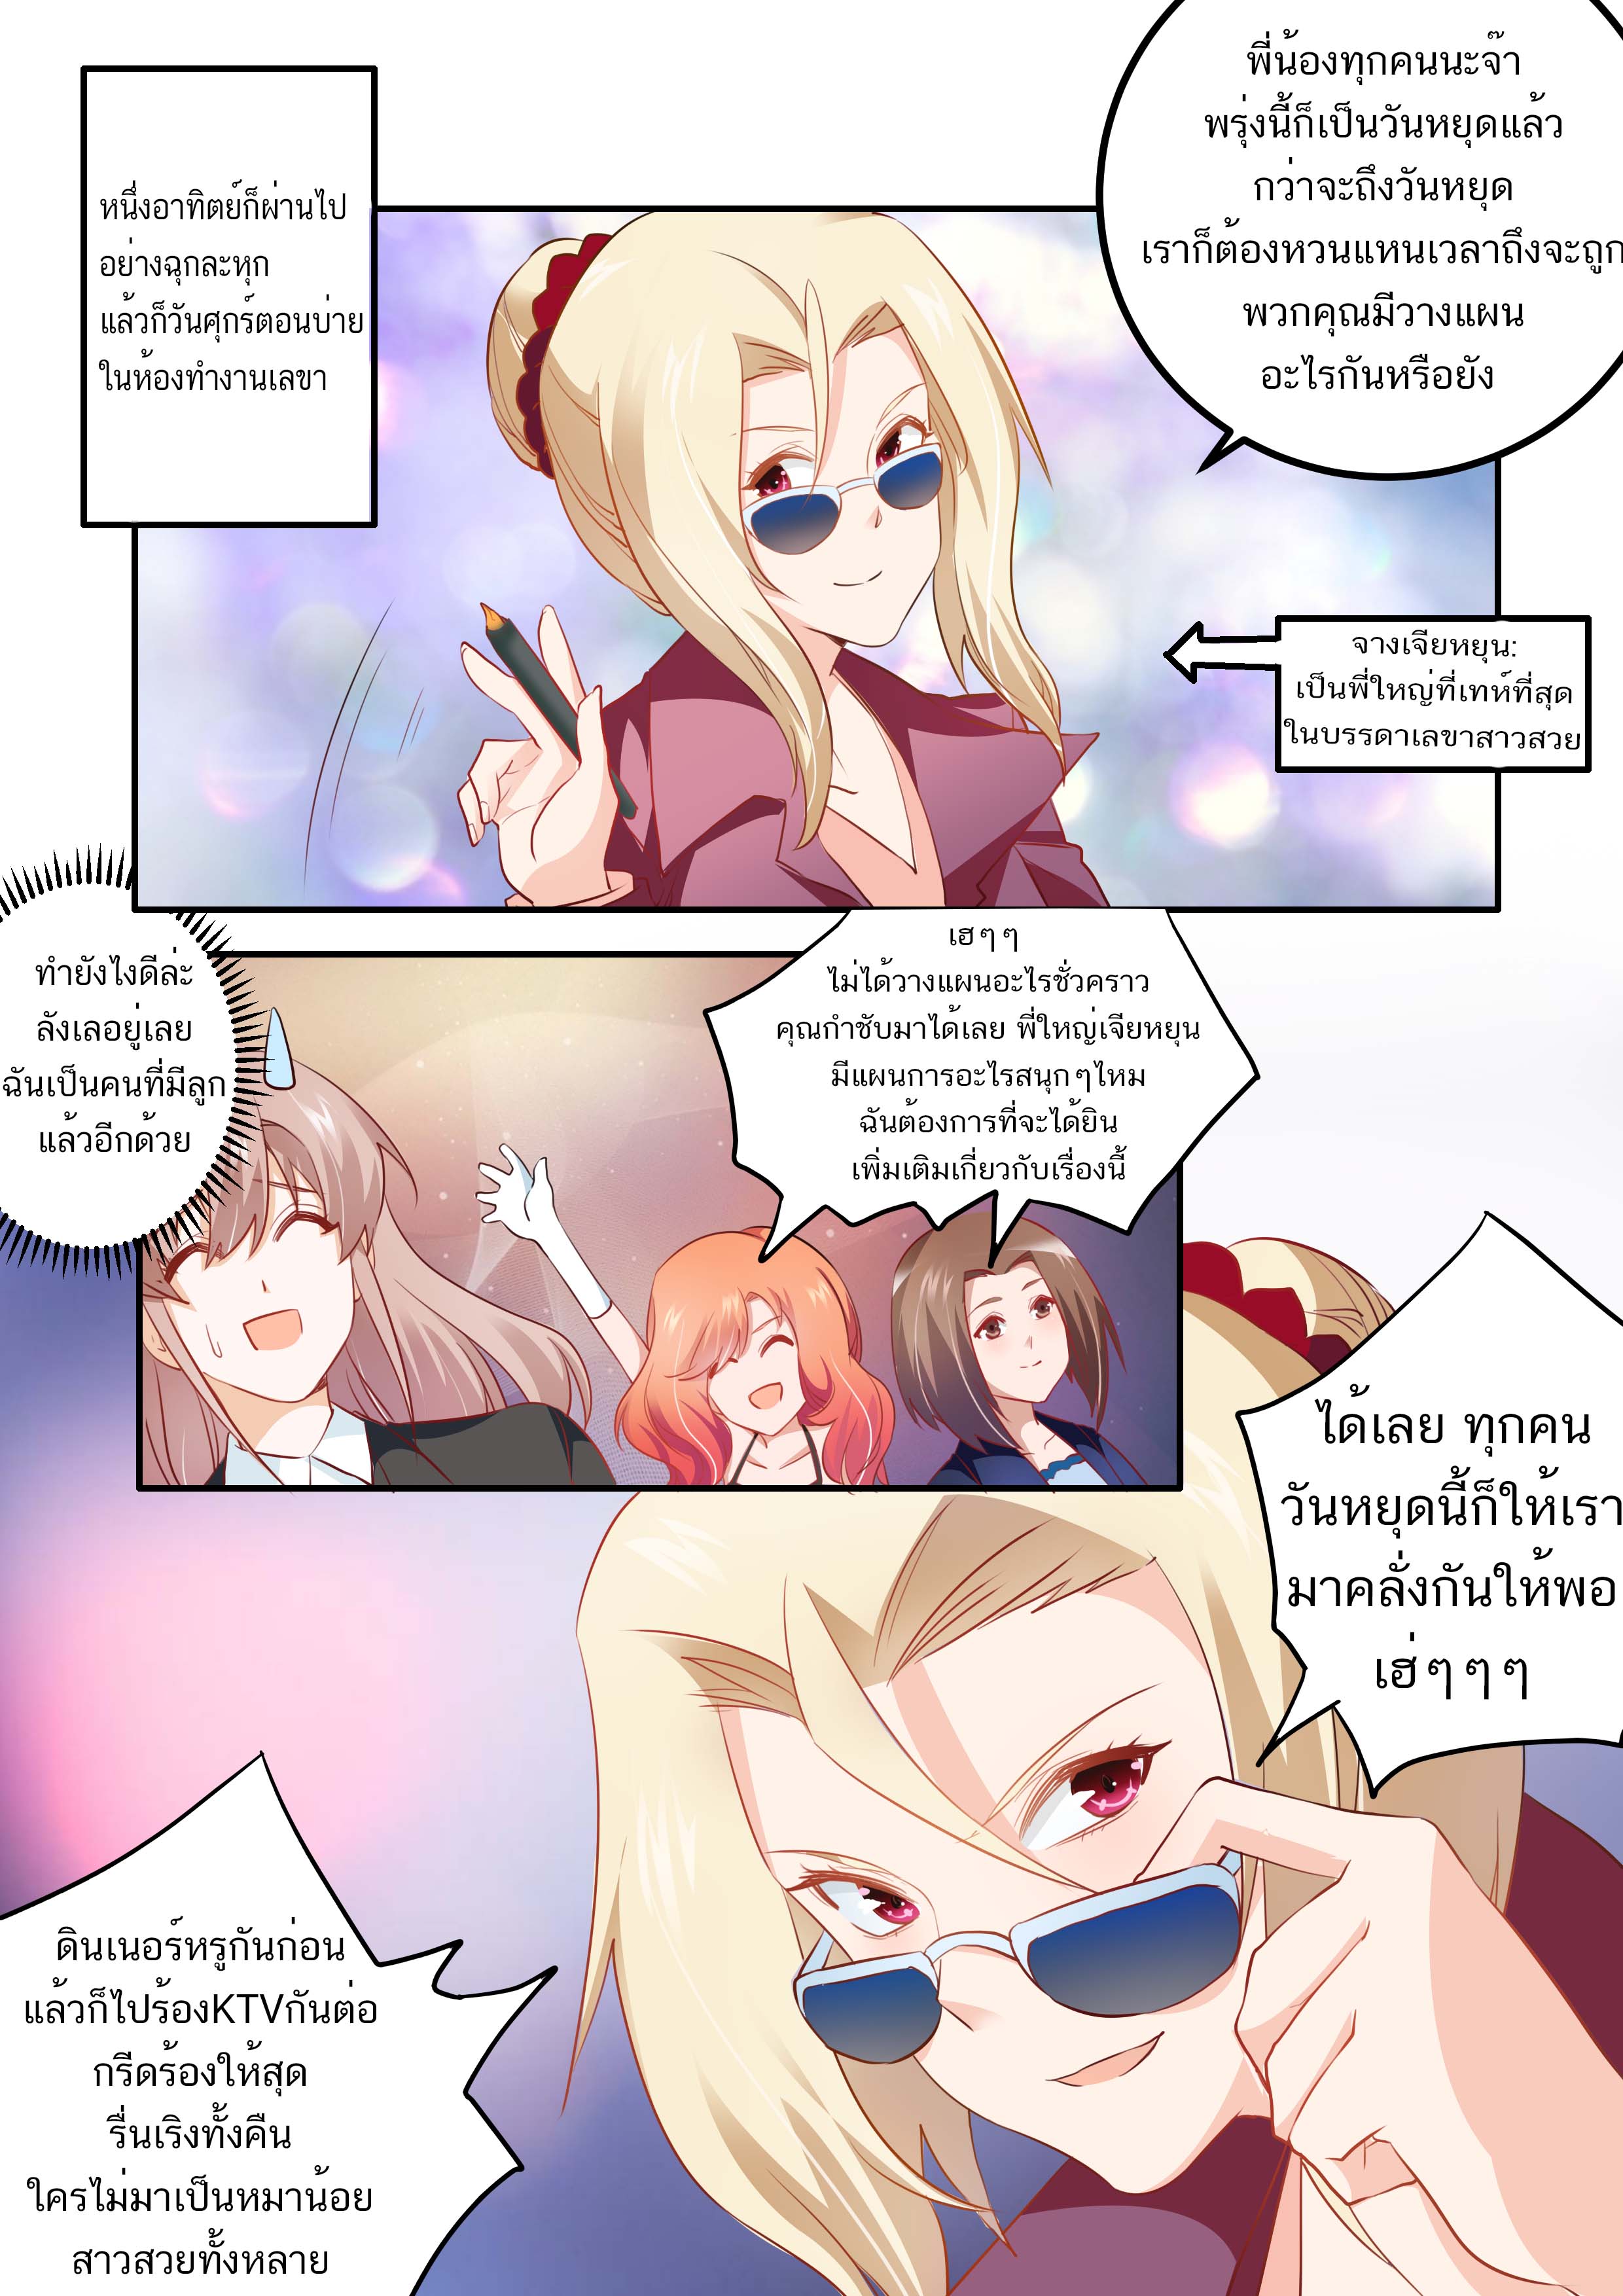 หนึ่งอาทิตย์ก็ผ่านไป
อย่างฉุกละหุก
แล้วก็วันศุกร์ตอนบ่าย
ในห้องทำงานเลขา
พี่น้องทุกคนนะจ๊า
พรุ่งนี้ก็เป็นวันหยุดแล้ว
กว่าจะถึงวันหยุด
เราก็ต้องหวนแหนเวลาถึงจะถูก
พวกคุณมีวางแผน
อะไรกันหรือยัง
จางเจียหยุน:
เป็นพี่ใหญ่ที่เทห์ที่สุด
ในบรรดาเลขาสาวสวย
ทำยังไงดีล่ะ
ลังเลอยู่เลย
ฉันเป็นคนที่มีลูก
แล้วอีกด้วย
เฮๆๆ
ไม่ได้วางแผนอะไรชั่วคราว
คุณกำชับมาได้เลย พี่ใหญ่เจียหยุน
มีแผนการอะไรสนุกๆไหม
ฉันต้องการที่จะได้ยิน
เพิ่มเติมเกี่ยวกับเรื่องนี้
ได้เลย ทุกคน
วันหยุดนี้ก็ให้เรา
มาคลั่งกันให้พอ
เฮ่ๆๆๆ
ดินเนอร์หรูกันก่อน
แล้วก็ไปร้องKTVกันต่อ
กรีดร้องให้สุด
รื่นเริงทั้งคืน
ใครไม่มาเป็นหมาน้อย
สาวสวยทั้งหลาย